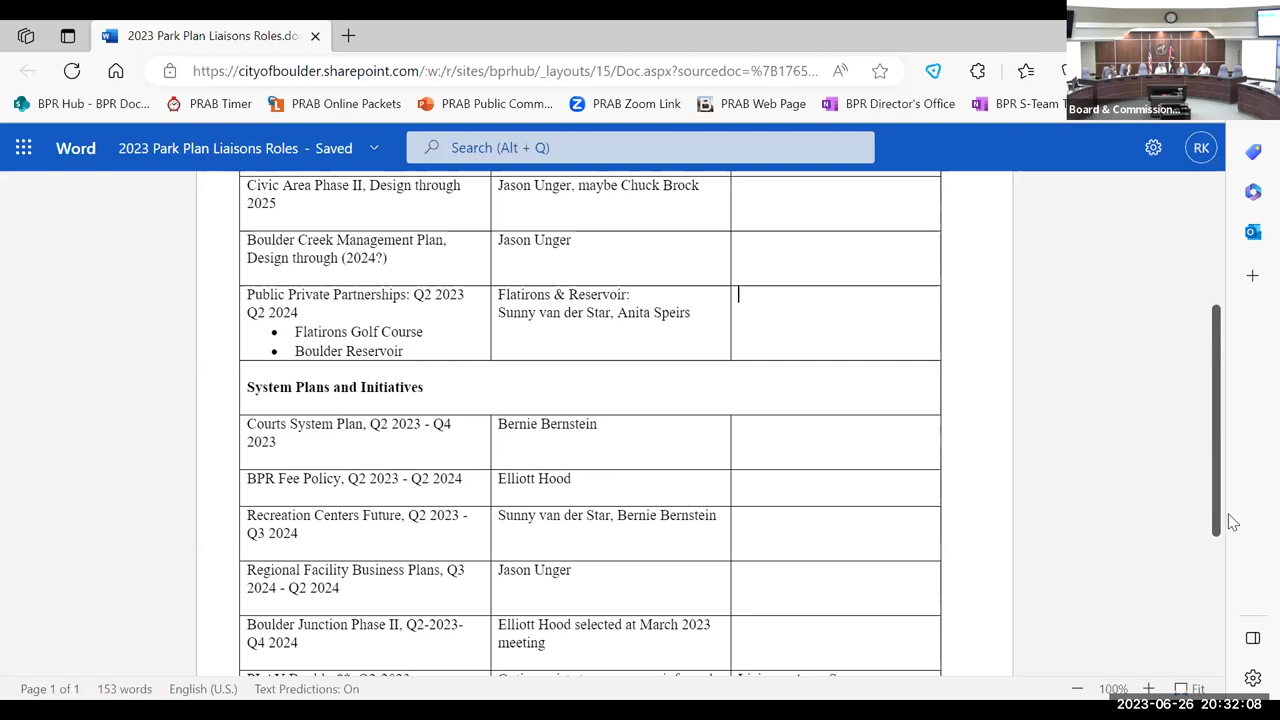 2023 Park Plan Liaisons Roles.do
https://cityofboulder.sharepoint.com/:w:/r/sites/bprhub/_layouts/15/Doc.aspx?sourcedoc=%7B1765...
BPR Hub - BPR Doc...
PRAB Timer
PRAB Online Packets
PRAB Public Comm...
PRAB Zoom Link
PRAB Web Page
BPR Director's Office
BPR S-Team
Board & Commission...
Word
2023 Park Plan Liaisons Roles - Saved
Search (Alt + Q)
RK
Civic Area Phase II, Design through
2025
Jason Unger, maybe Chuck Brock
Boulder Creek Management Plan,
Design through (2024?)
Jason Unger
Public Private Partnerships: Q2 2023
Q2 2024
• Flatirons Golf Course
• Boulder Reservoir
Flatirons & Reservoir:
Sunny van der Star, Anita Speirs
System Plans and Initiatives
Courts System Plan, Q2 2023 - Q4
2023
Bernie Bernstein
BPR Fee Policy, Q2 2023 - Q2 2024
Elliott Hood
Recreation Centers Future, Q2 2023 -
Q3 2024
Sunny van der Star, Bernie Bernstein
Regional Facility Business Plans, Q3
2024 - Q2 2024
Jason Unger
Boulder Junction Phase II, Q2-2023-
Q4 2024
Elliott Hood selected at March 2023
meeting
Page 1 of 1
153 words
English (U.S.)
Text Predictions: On
100%
Fit
2023-06-26 20:32:08